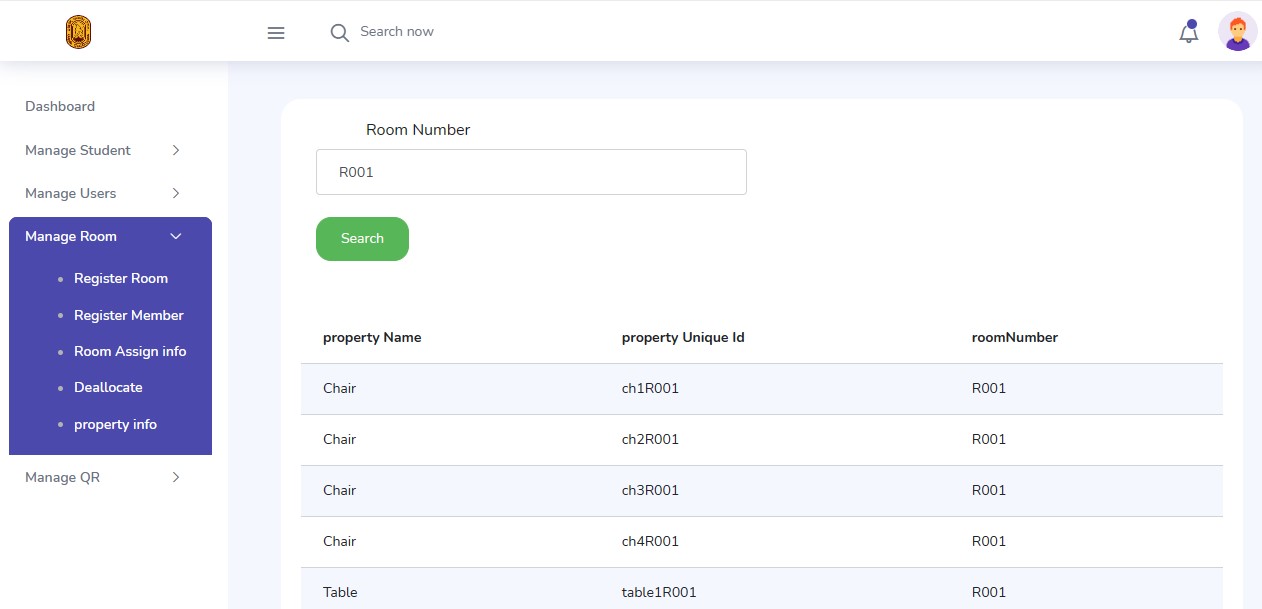 Search now
Dashboard
Manage Student
Manage Users
Manage Room
Register Room
Register Member
Room Assign info
Deallocate
property info
Manage QR
Room Number
R001
Search
property Name property Unique Id roomNumber
Chair ch1R001 R001
Chair ch2R001 R001
Chair ch3R001 R001
Chair ch4R001 R001
Table table1R001 R001